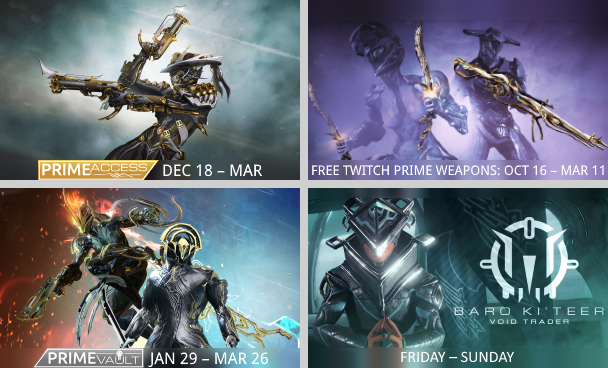 PRIMEACCESS DEC 18 – MAR
FREE TWITCH PRIME WEAPONS: OCT 16 – MAR 11
PRIMEVAULT JAN 29 – MAR 26
BARO KI'TEER
VOID TRADER
FRIDAY – SUNDAY